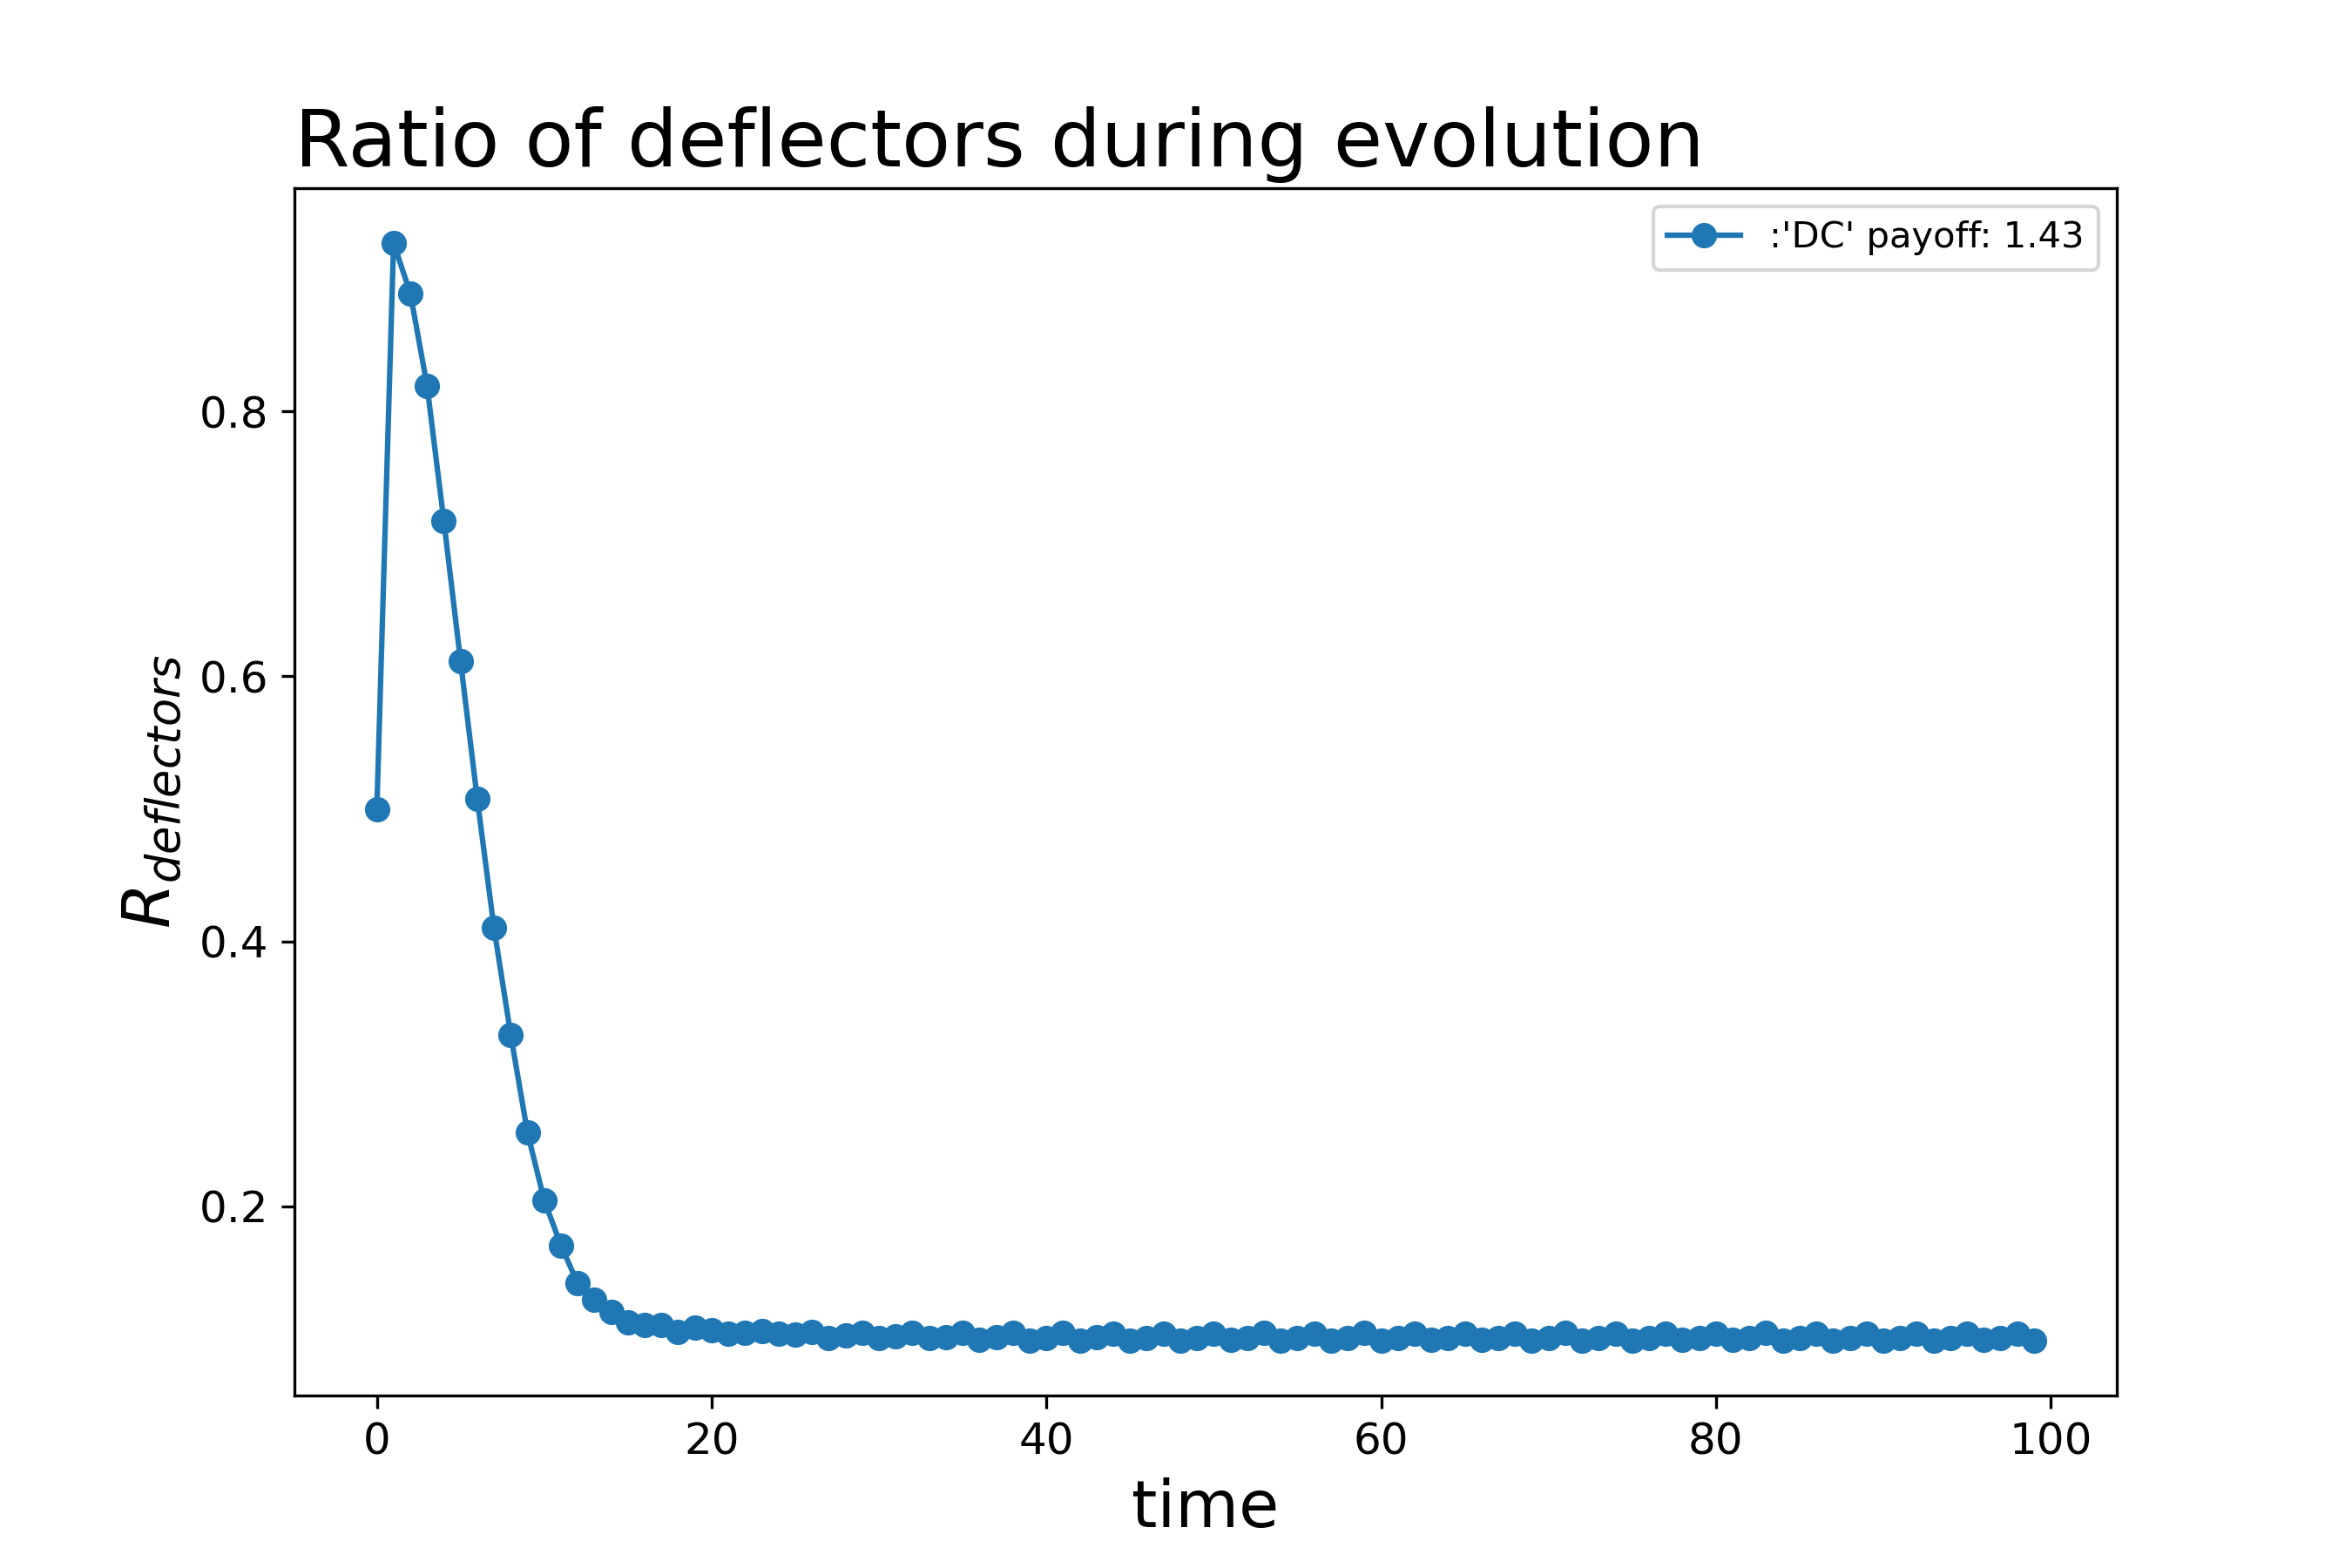 Ratio of deflectors during evolution
:'DC' payoff: 1.43
R_deflectors
0.8
0.6
0.4
0.2
0 20 40 60 80 100
time